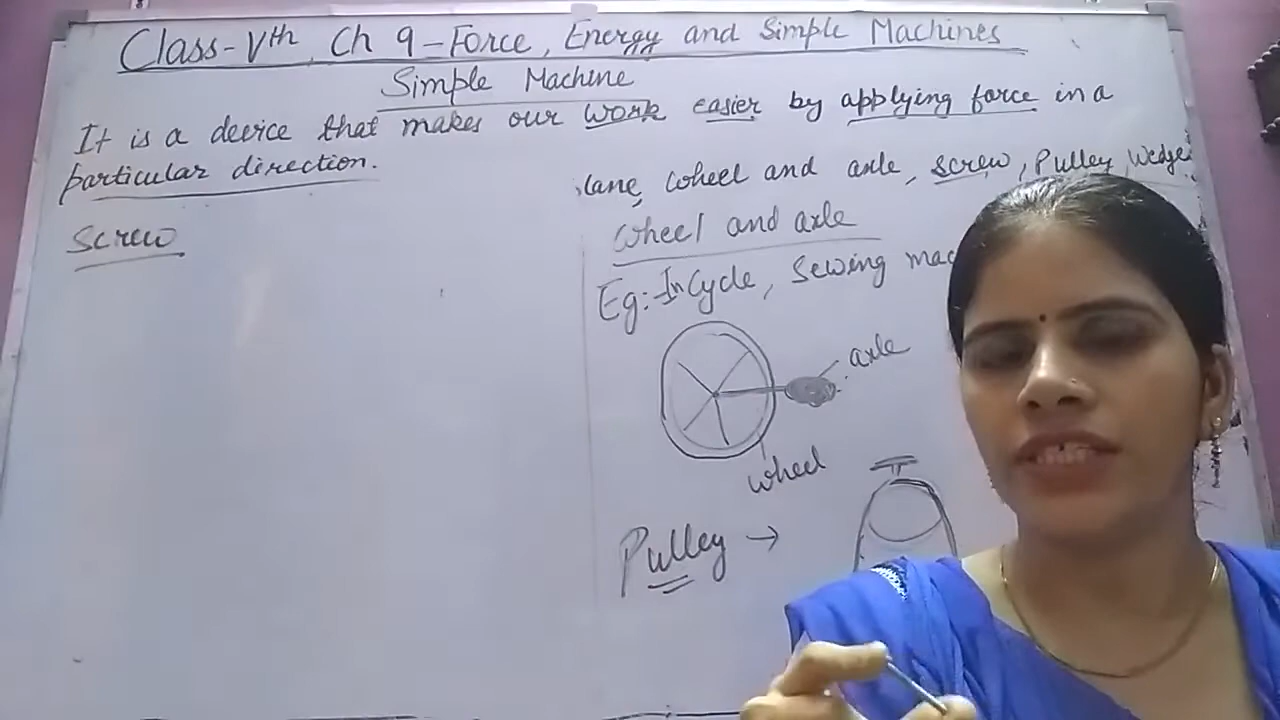 Class-Vth, Ch 9-Force, Energy and Simple Machines
Simple Machine
It is a device that makes our work easier by applying force in a
particular direction.
lane, wheel and axle, screw, Pulley, Wedge.
Screw
Wheel and axle
Eg:-In Cycle, Sewing mac
axle
wheel
Pulley →